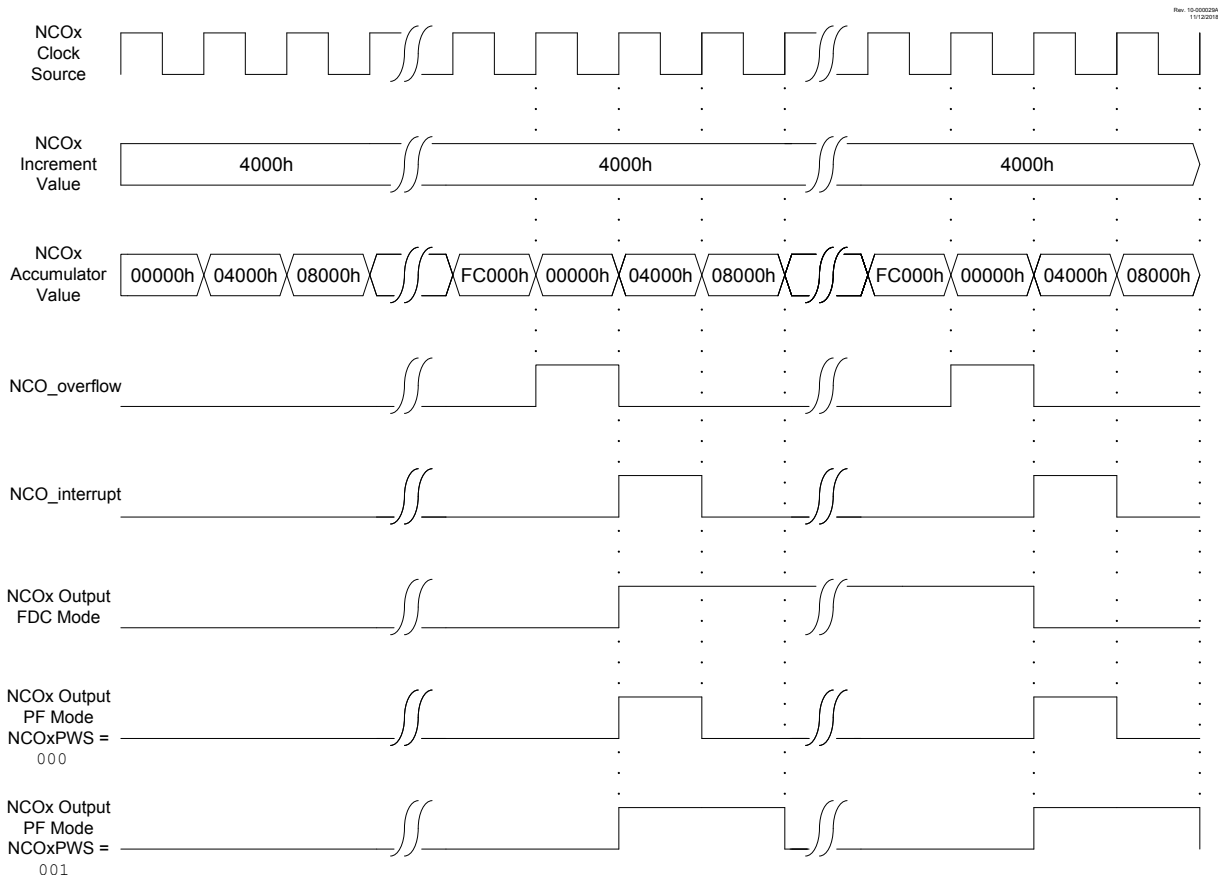 Rev. 10-000029A
11/12/2018
NCOx
Clock
Source
NCOx
Increment
Value
4000h
4000h
4000h
NCOx
Accumulator
Value
00000h
04000h
08000h
FC000h
00000h
04000h
08000h
FC000h
00000h
04000h
08000h
NCO_overflow
NCO_interrupt
NCOx Output
FDC Mode
NCOx Output
PF Mode
NCOxPWS =
000
NCOx Output
PF Mode
NCOxPWS =
001